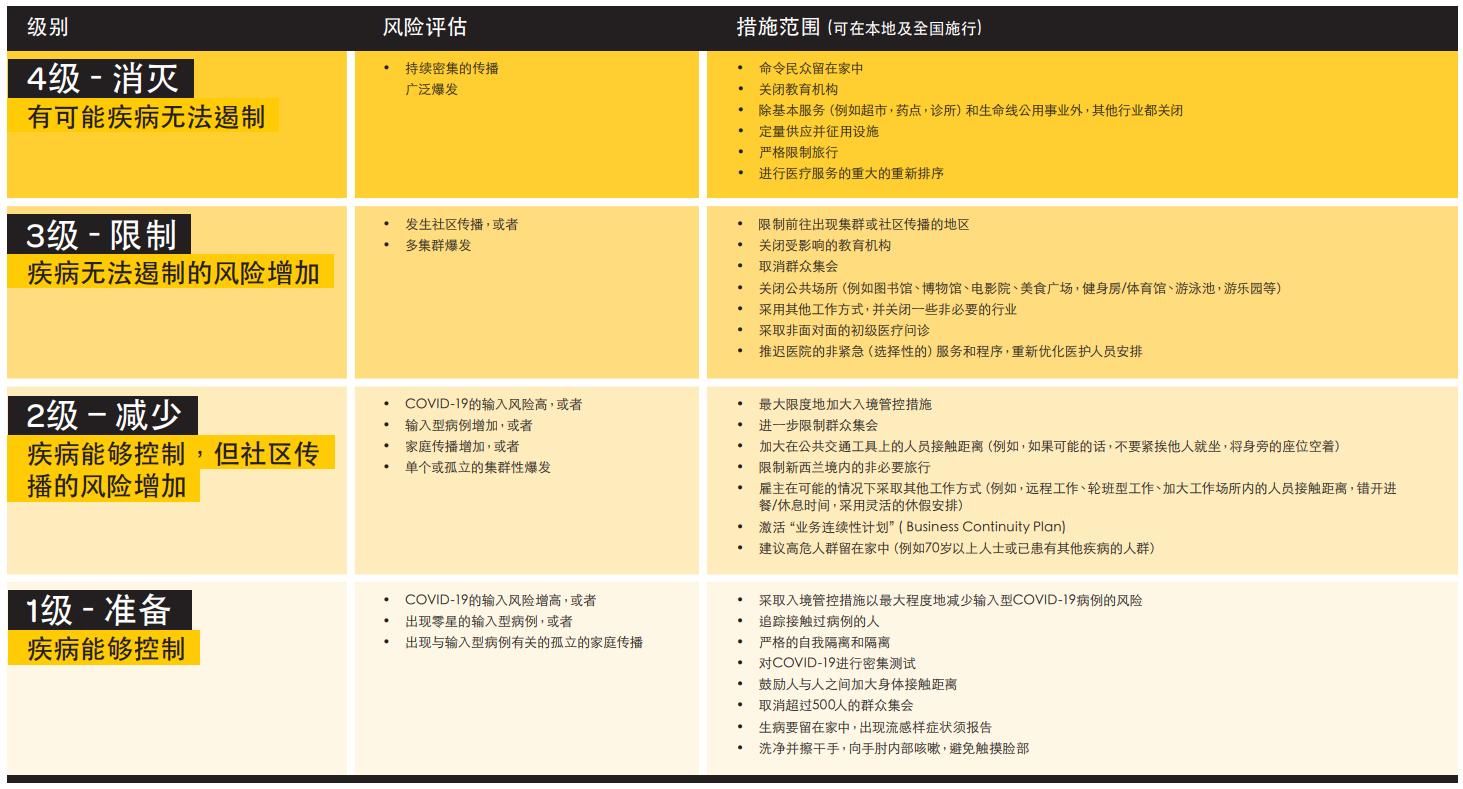 级别
风险评估
措施范围 (可在本地及全国施行)
4级 - 消灭
有可能疾病无法遏制
• 持续密集的传播
广泛爆发
• 命令民众留在家中
• 关闭教育机构
• 除基本服务（例如超市，药点，诊所）和生命线公用事业外，其他行业都关闭
• 定量供应并征用设施
• 严格限制旅行
• 进行医疗服务的重大的重新排序
3级 - 限制
疾病无法遏制的风险增加
• 发生社区传播，或者
• 多集群爆发
• 限制前往出现集群或社区传播的地区
• 关闭受影响的教育机构
• 取消群众集会
• 关闭公共场所（例如图书馆、博物馆、电影院、美食广场，健身房/体育馆、游泳池，游乐园等）
• 采用其他工作方式，并关闭一些非必要的行业
• 采取非面对面的初级医疗问诊
• 推迟医院的非紧急（选择性的）服务和程序，重新优化医护人员安排
2级 – 减少
疾病能够控制，但社区传
播的风险增加
• COVID-19的输入风险高，或者
• 输入型病例增加，或者
• 家庭传播增加，或者
• 单个或孤立的集群性爆发
• 最大限度地加大入境管控措施
• 进一步限制群众集会
• 加大在公共交通工具上的人员接触距离（例如，如果可能的话，不要紧挨他人就坐，将身旁的座位空着）
• 限制新西兰境内的非必要旅行
• 雇主在可能的情况下采取其他工作方式（例如，远程工作、轮班型工作、加大工作场所内的人员接触距离，错开进
餐/休息时间，采用灵活的休假安排）
• 激活 “业务连续性计划” ( Business Continuity Plan)
• 建议高危人群留在家中（例如70岁以上人士或已患有其他疾病的人群）
1级 - 准备
疾病能够控制
• COVID-19的输入风险增高，或者
• 出现零星的输入型病例，或者
• 出现与输入型病例有关的孤立的家庭传播
• 采取入境管控措施以最大程度地减少输入型COVID-19病例的风险
• 追踪接触过病例的人
• 严格的自我隔离和隔离
• 对COVID-19进行密集测试
• 鼓励人与人之间加大身体接触距离
• 取消超过500人的群众集会
• 生病要留在家中，出现流感样症状须报告
• 洗净并擦干手，向手肘内部咳嗽，避免触摸脸部